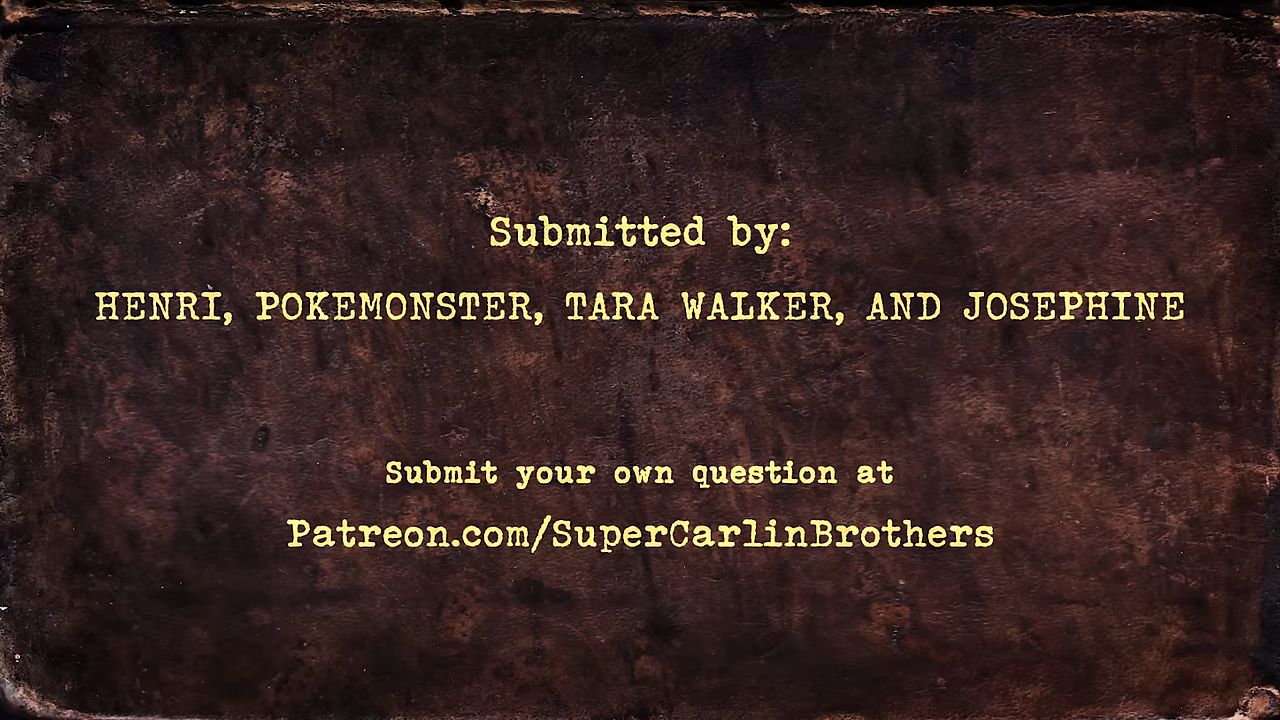 Submitted by:
HENRI, POKEMONSTER, TARA WALKER, AND JOSEPHINE
Submit your own question at
Patreon.com/SuperCarlinBrothers